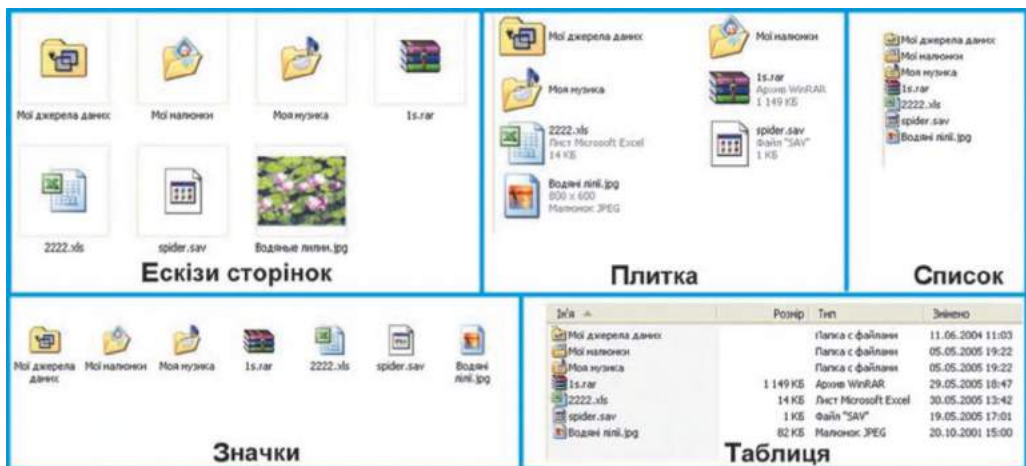 Мої джерела даних Мої малюнки Моя музика 1s.rar
2222.xls spider.sav Водяные лилии.jpg
Ескізи сторінок
Мої джерела даних Мої малюнки
Моя музика
1s.rar
Архив WinRAR
1 149 КБ
2222.xls
Лист Microsoft Excel
14 КБ
spider.sav
Файл "SAV"
1 КБ
Водяні лілії.jpg
800 x 600
Малюнок JPEG
Плитка
Мої джерела даних
Мої малюнки
Моя музика
1s.rar
2222.xls
spider.sav
Водяні лілії.jpg
Список
Мої джерела даних
Мої малюнки
Моя музика
1s.rar
2222.xls
spider.sav
Водяні лілії.jpg
Значки
Ім'я Розмір Тип Змінено
Мої джерела даних Папка с файлами 11.06.2004 11:03
Мої малюнки Папка с файлами 05.05.2005 19:22
Моя музика Папка с файлами 05.05.2005 19:22
1s.rar 1 149 КБ Архив WinRAR 29.05.2005 18:47
2222.xls 14 КБ Лист Microsoft Excel 30.05.2005 13:42
spider.sav 1 КБ Файл "SAV" 19.05.2005 17:01
Водяні лілії.jpg 82 КБ Малюнок JPEG 20.10.2001 15:00
Таблиця